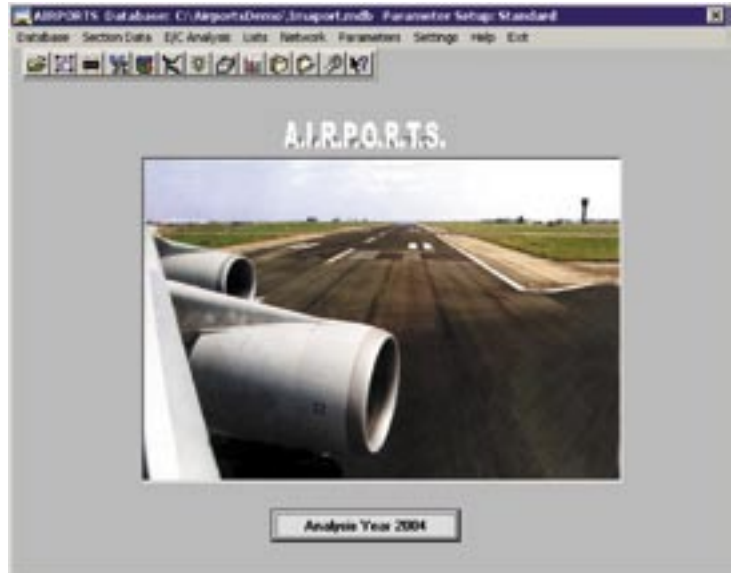 AIRPORTS Database: C:\AirportsDemo\Imaport.mdb Parameter Setup: Standard
Database Section Data E/C Analysis Lists Network Parameters Settings Help Exit
A.I.R.P.O.R.T.S.
Analysis Year 2004